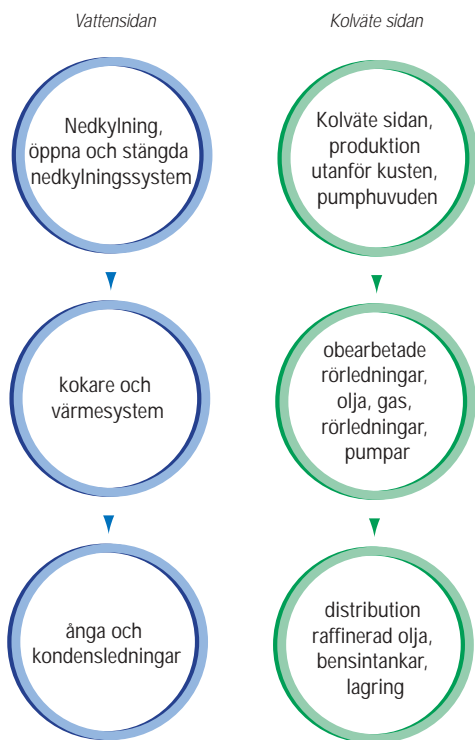 Vattensidan
Nedkylning,
öppna och stängda
nedkylningssystem
kokare och
värmesystem
ånga och
kondensledningar
Kolväte sidan
Kolväte sidan,
produktion
utanför kusten,
pumphuvuden
obearbetade
rörledningar,
olja, gas,
rörledningar,
pumpar
distribution
raffinerad olja,
bensintankar,
lagring